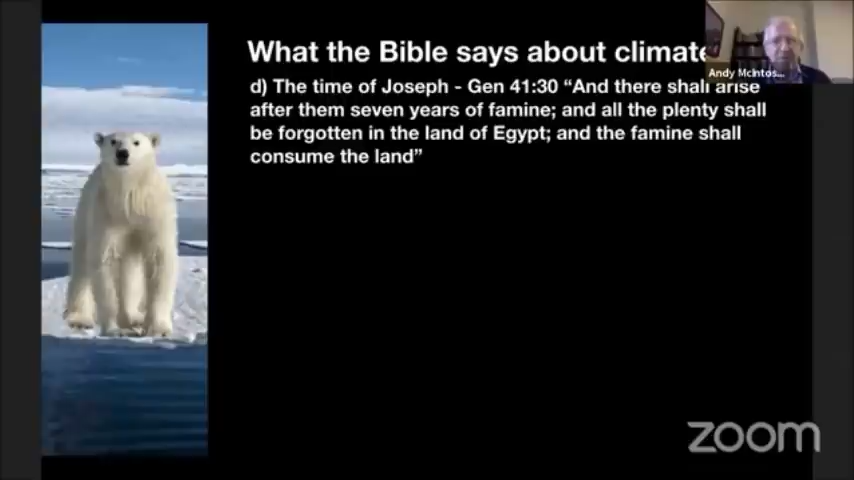 What the Bible says about climate
Andy McIntos...
d) The time of Joseph - Gen 41:30 “And there shall arise
after them seven years of famine; and all the plenty shall
be forgotten in the land of Egypt; and the famine shall
consume the land”
zoom